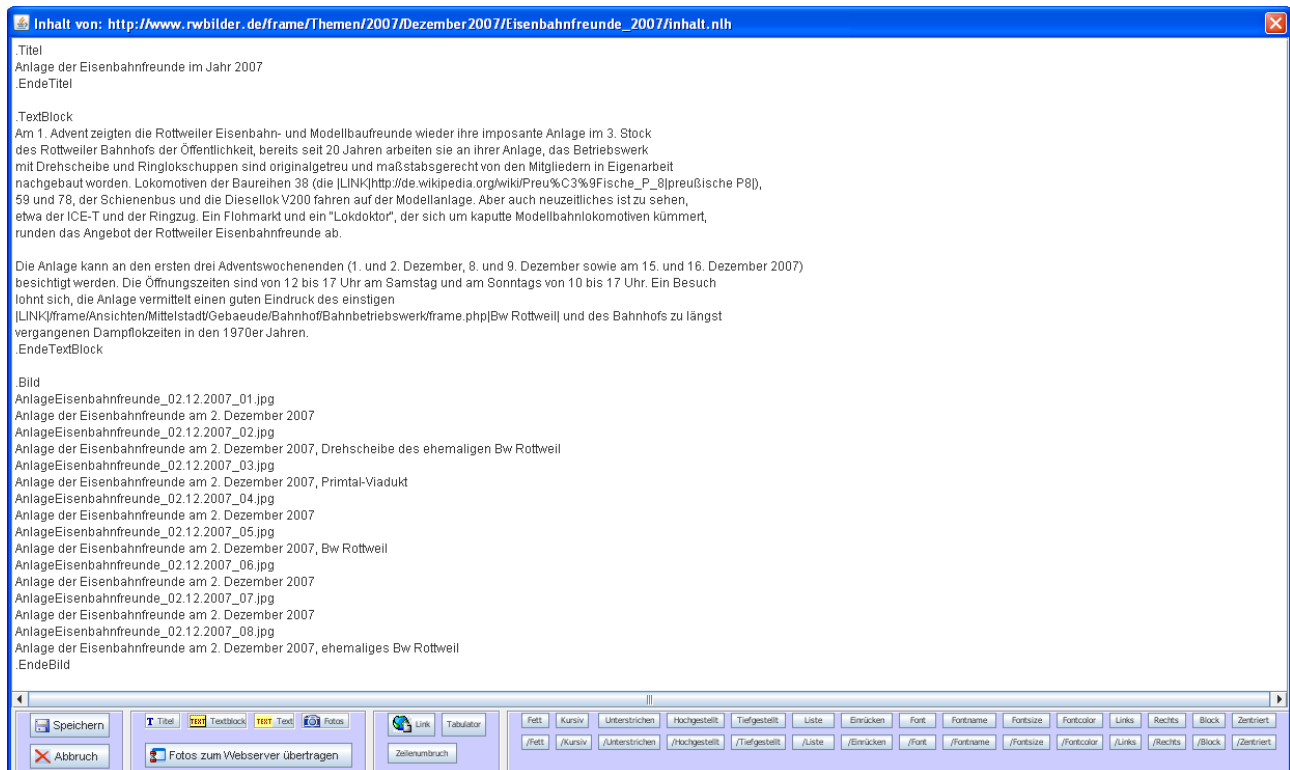 Inhalt von: http://www.rwbilder.de/frame/Themen/2007/Dezember2007/Eisenbahnfreunde_2007/inhalt.nlh
.Titel
Anlage der Eisenbahnfreunde im Jahr 2007
.EndeTitel
.TextBlock
Am 1. Advent zeigten die Rottweiler Eisenbahn- und Modellbaufreunde wieder ihre imposante Anlage im 3. Stock
des Rottweiler Bahnhofs der Öffentlichkeit, bereits seit 20 Jahren arbeiten sie an ihrer Anlage, das Betriebswerk
mit Drehscheibe und Ringlokschuppen sind originalgetreu und maßstabsgerecht von den Mitgliedern in Eigenarbeit
nachgebaut worden. Lokomotiven der Baureihen 38 (die |LINK|http://de.wikipedia.org/wiki/Preu%C3%9Fische_P_8|preußische P8|),
59 und 78, der Schienenbus und die Diesellok V200 fahren auf der Modellanlage. Aber auch neuzeitliches ist zu sehen,
etwa der ICE-T und der Ringzug. Ein Flohmarkt und ein "Lokdoktor", der sich um kaputte Modellbahnlokomotiven kümmert,
runden das Angebot der Rottweiler Eisenbahnfreunde ab.
Die Anlage kann an den ersten drei Adventswochenenden (1. und 2. Dezember, 8. und 9. Dezember sowie am 15. und 16. Dezember 2007)
besichtigt werden. Die Öffnungszeiten sind von 12 bis 17 Uhr am Samstag und am Sonntags von 10 bis 17 Uhr. Ein Besuch
lohnt sich, die Anlage vermittelt einen guten Eindruck des einstigen
|LINK|/frame/Ansichten/Mittelstadt/Gebaeude/Bahnhof/Bahnbetriebswerk/frame.php|Bw Rottweil| und des Bahnhofs zu längst
vergangenen Dampflokzeiten in den 1970er Jahren.
.EndeTextBlock
.Bild
AnlageEisenbahnfreunde_02.12.2007_01.jpg
Anlage der Eisenbahnfreunde am 2. Dezember 2007
AnlageEisenbahnfreunde_02.12.2007_02.jpg
Anlage der Eisenbahnfreunde am 2. Dezember 2007, Drehscheibe des ehemaligen Bw Rottweil
AnlageEisenbahnfreunde_02.12.2007_03.jpg
Anlage der Eisenbahnfreunde am 2. Dezember 2007, Primtal-Viadukt
AnlageEisenbahnfreunde_02.12.2007_04.jpg
Anlage der Eisenbahnfreunde am 2. Dezember 2007
AnlageEisenbahnfreunde_02.12.2007_05.jpg
Anlage der Eisenbahnfreunde am 2. Dezember 2007, Bw Rottweil
AnlageEisenbahnfreunde_02.12.2007_06.jpg
Anlage der Eisenbahnfreunde am 2. Dezember 2007
AnlageEisenbahnfreunde_02.12.2007_07.jpg
Anlage der Eisenbahnfreunde am 2. Dezember 2007
AnlageEisenbahnfreunde_02.12.2007_08.jpg
Anlage der Eisenbahnfreunde am 2. Dezember 2007, ehemaliges Bw Rottweil
.EndeBild
Speichern T Titel TEXT Textblock TEXT Text Fotos Link Tabulator Fett Kursiv Unterstrichen Hochgestellt Tiefgestellt Liste Einrücken Font Fontname Fontsize Fontcolor Links Rechts Block Zentriert
Abbruch Fotos zum Webserver übertragen Zeilenumbruch /Fett /Kursiv /Unterstrichen /Hochgestellt /Tiefgestellt /Liste /Einrücken /Font /Fontname /Fontsize /Fontcolor /Links /Rechts /Block /Zentriert